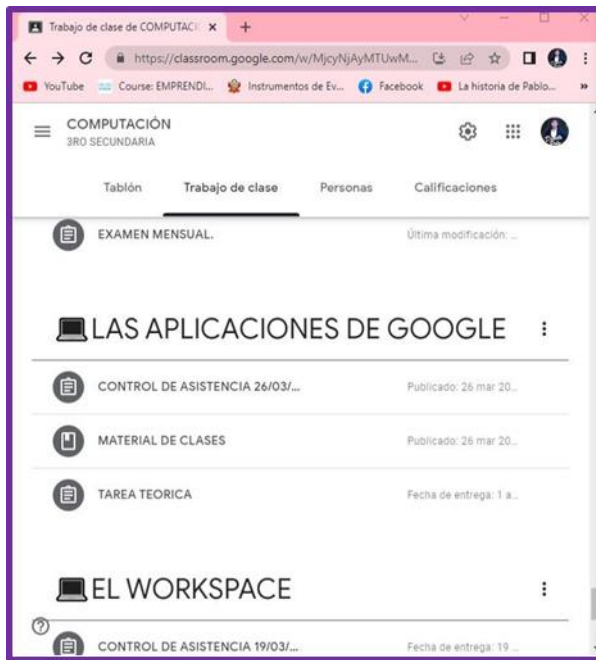 Trabajo de clase de COMPUTACI
https://classroom.google.com/w/MjcyNjAyMTUwM...
YouTube Course: EMPRENDI... Instrumentos de Ev... Facebook La historia de Pablo... »
COMPUTACIÓN
3RO SECUNDARIA
Tablón Trabajo de clase Personas Calificaciones
EXAMEN MENSUAL. Última modificación: ...
LAS APLICACIONES DE GOOGLE
CONTROL DE ASISTENCIA 26/03/... Publicado: 26 mar 20...
MATERIAL DE CLASES Publicado: 26 mar 20...
TAREA TEORICA Fecha de entrega: 1 a...
EL WORKSPACE
CONTROL DE ASISTENCIA 19/03/... Fecha de entrega: 19 ...